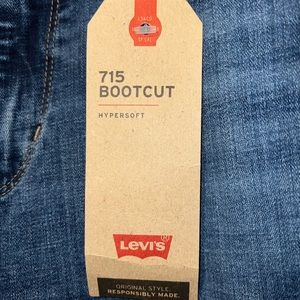 715
BOOTCUT
HYPERSOFT
Levi's
ORIGINAL STYLE.
RESPONSIBLY MADE.